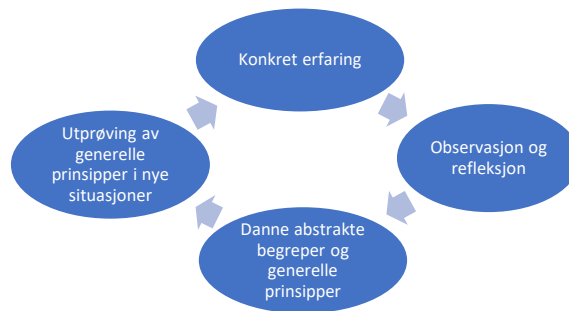 Konkret erfaring
Observasjon og
refleksjon
Danne abstrakte
begreper og
generelle
prinsipper
Utprøving av
generelle
prinsipper i nye
situasjoner